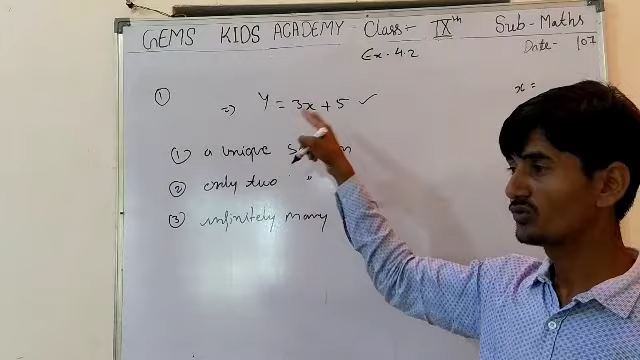 GEMS KIDS ACADEMY Class:- IXth Sub- Maths
Ex-4.2 Date-
① x =
⇒ Y = 3x + 5 ✓
① a unique
② only two "
③ infinitely many